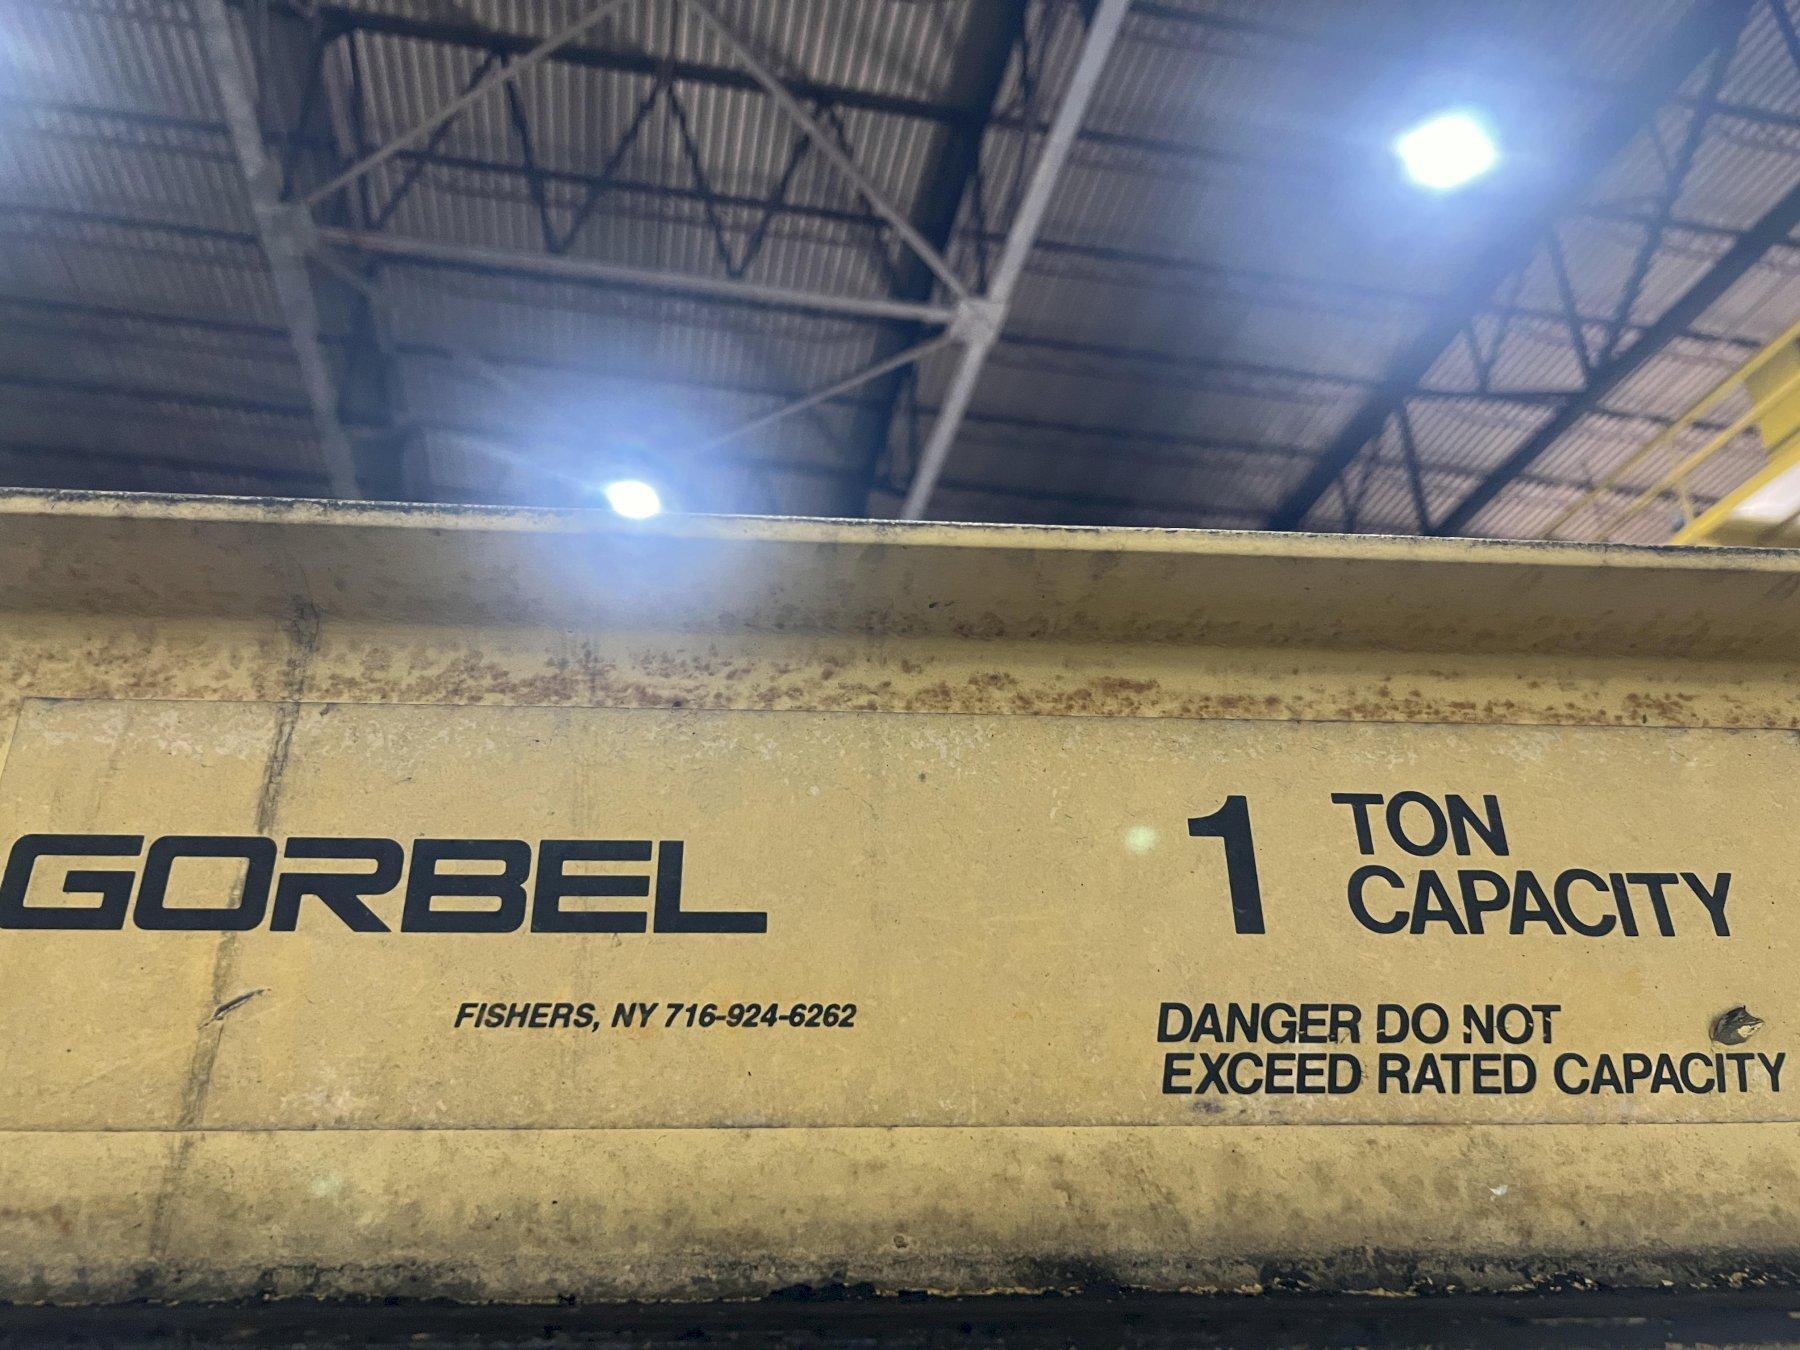 GORBEL
FISHERS, NY 716-924-6262
1 TON
CAPACITY
DANGER DO NOT
EXCEED RATED CAPACITY